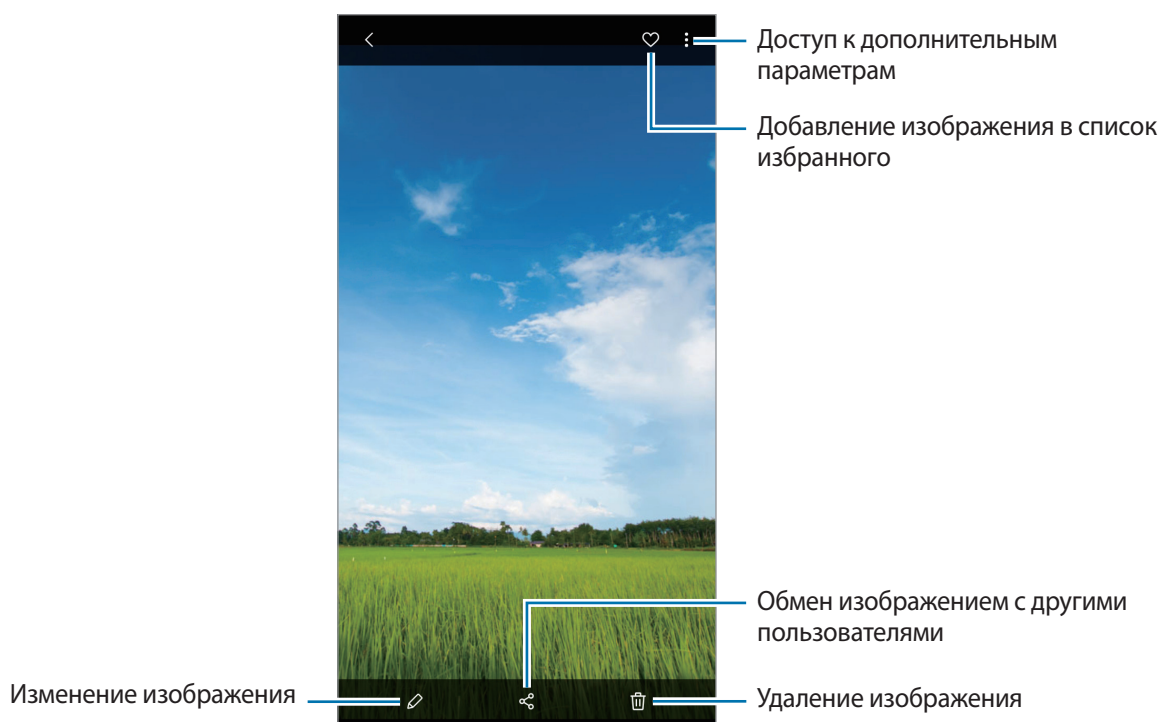 Доступ к дополнительным
параметрам
Добавление изображения в список
избранного
Обмен изображением с другими
пользователями
Изменение изображения
Удаление изображения